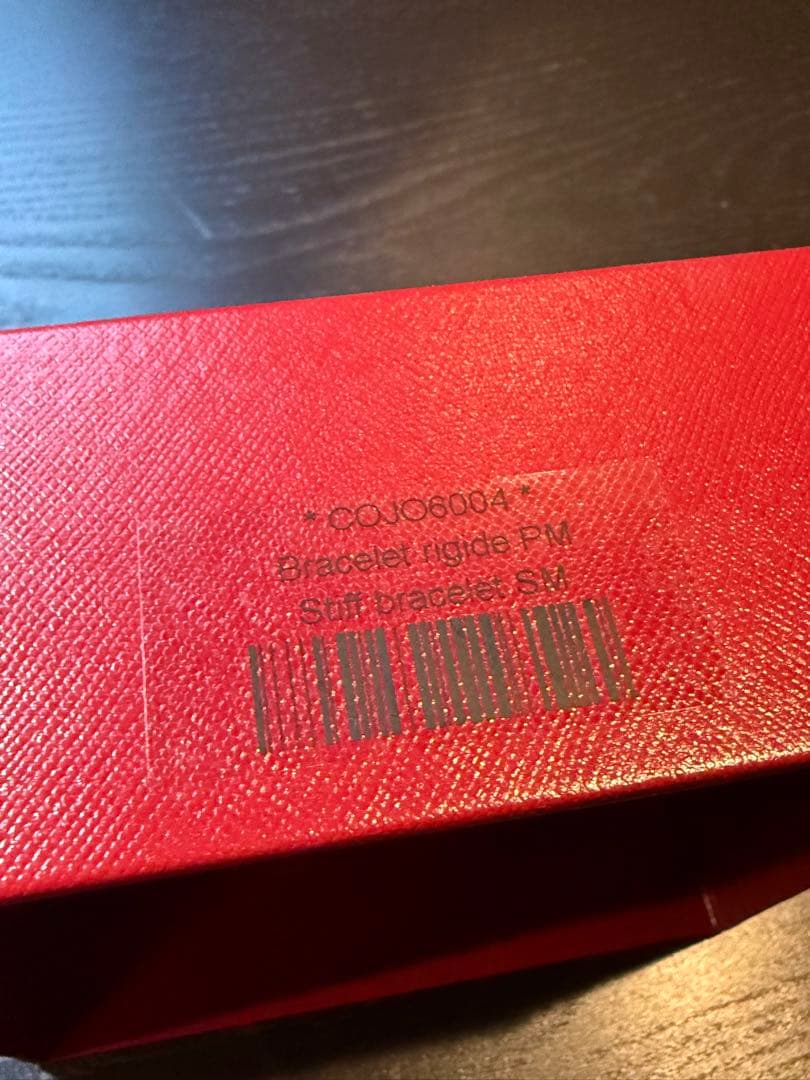 * COJO6004 *
Bracelet rigide PM
Stiff bracelet SM